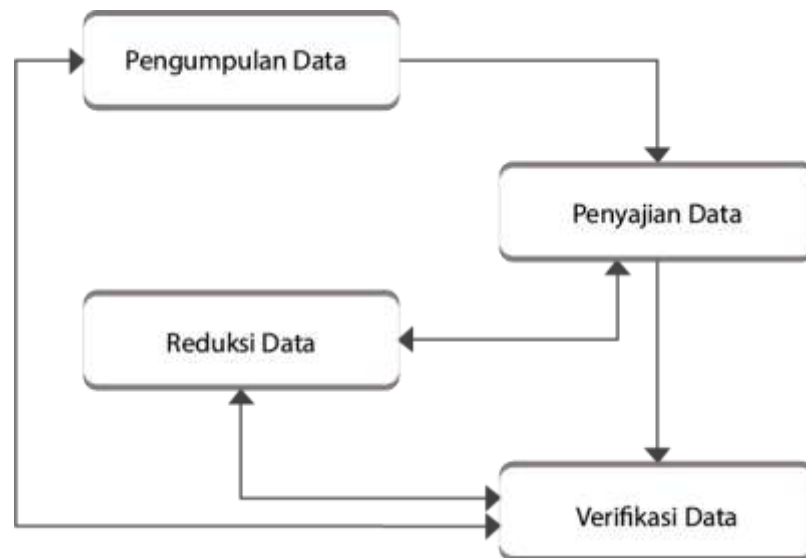 Pengumpulan Data
Penyajian Data
Reduksi Data
Verifikasi Data